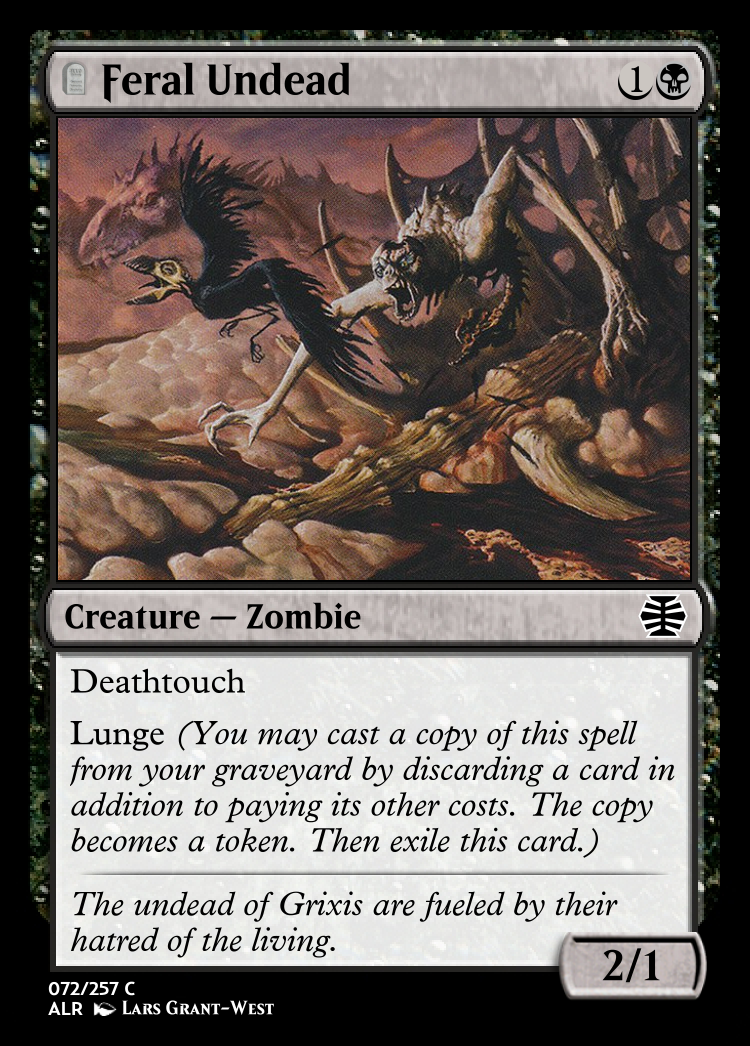 Feral Undead 1
Creature — Zombie
Deathtouch
Lunge (You may cast a copy of this spell
from your graveyard by discarding a card in
addition to paying its other costs. The copy
becomes a token. Then exile this card.)
The undead of Grixis are fueled by their
hatred of the living.
2/1
072/257 C
ALR Lars Grant-West